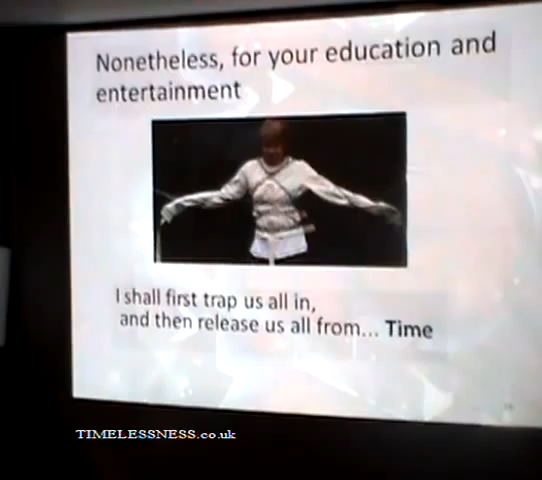 Nonetheless, for your education and
entertainment
I shall first trap us all in,
and then release us all from... Time
TIMELESSNESS.co.uk